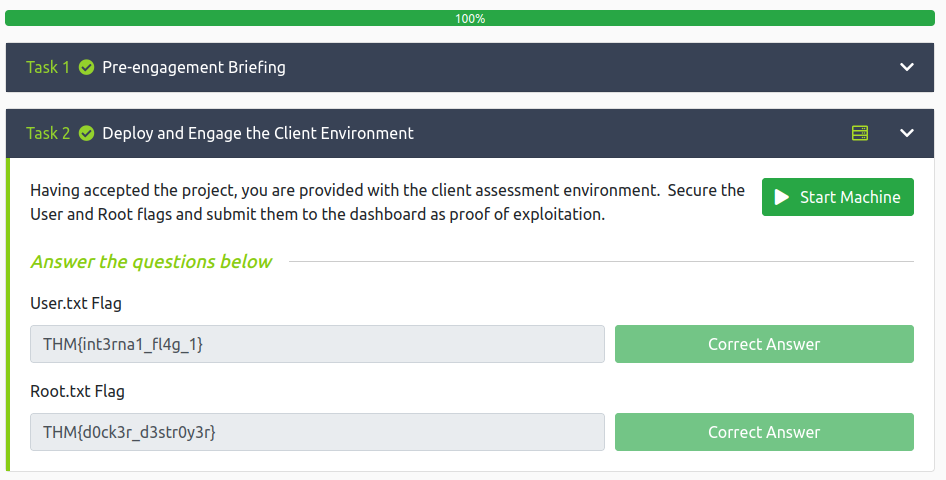 100%
Task 1 Pre-engagement Briefing
Task 2 Deploy and Engage the Client Environment
Having accepted the project, you are provided with the client assessment environment. Secure the
User and Root flags and submit them to the dashboard as proof of exploitation.
Start Machine
Answer the questions below
User.txt Flag
THM{int3rna1_fl4g_1} Correct Answer
Root.txt Flag
THM{d0ck3r_d3str0y3r} Correct Answer